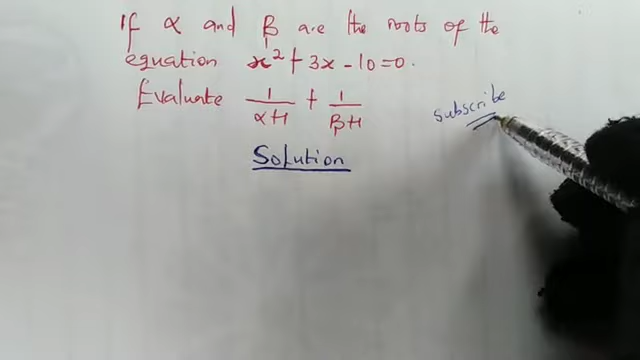 If α and β are the roots of the
equation x² + 3x - 10 = 0.
Evaluate 1/(α+1) + 1/(β+1)
Subscribe
Solution